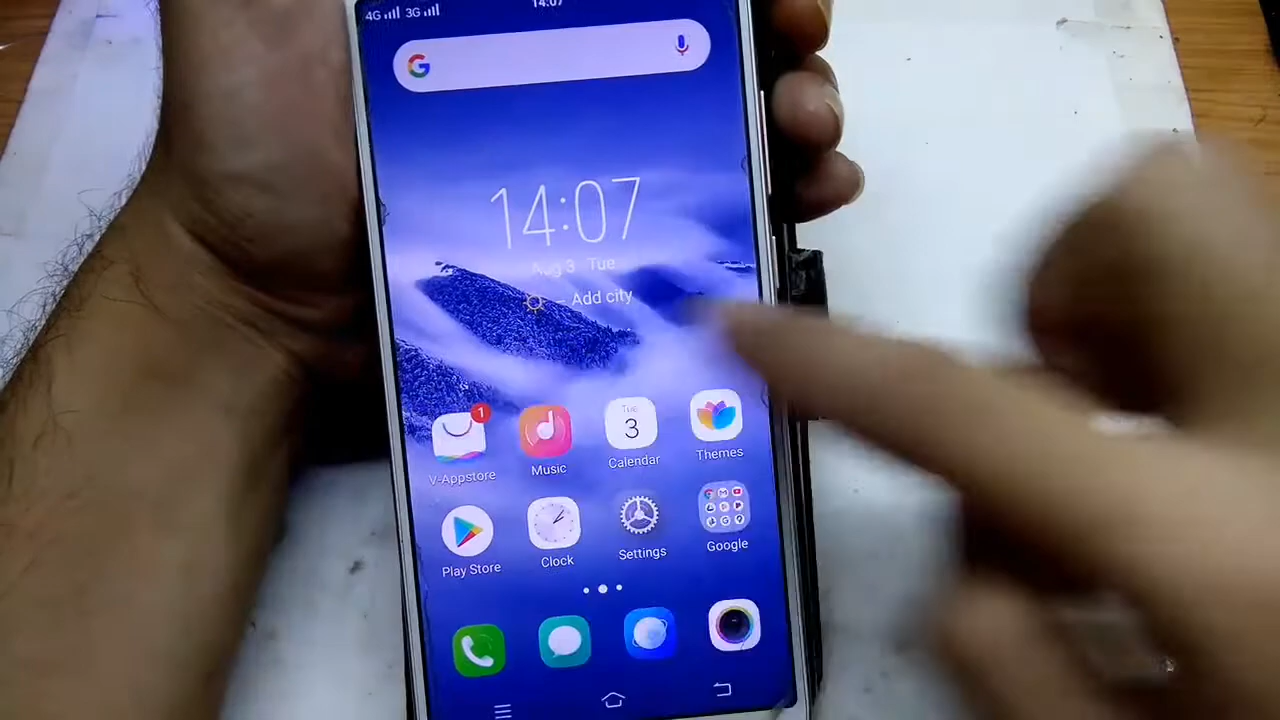 4G 3G 14:07
G
14:07
Aug 3 Tue
– Add city
1
Tue
3
V-Appstore Music Calendar Themes
Play Store Clock Settings Google